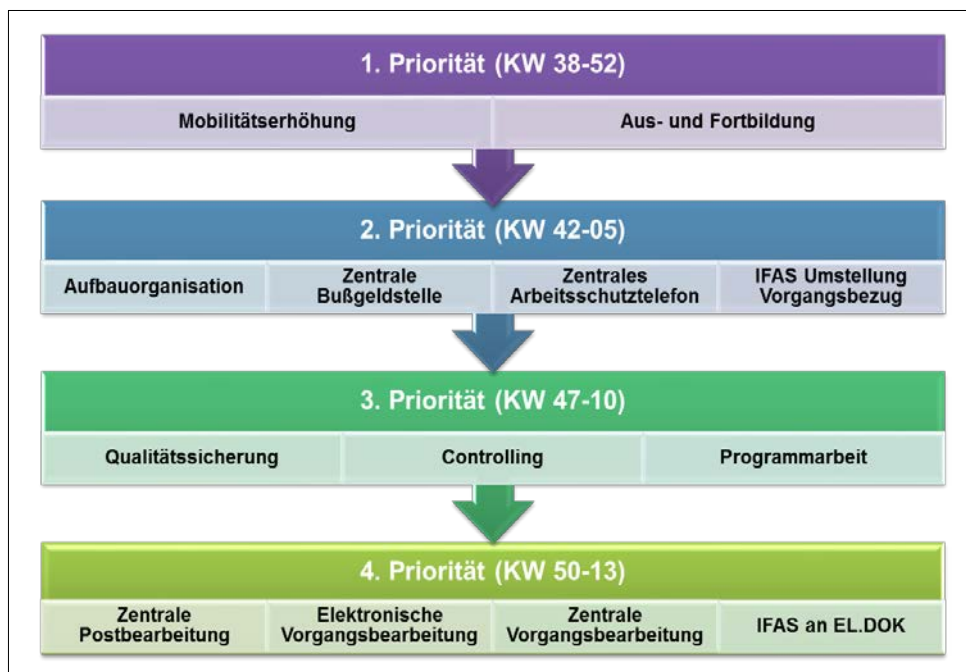 1. Priorität (KW 38-52)
Mobilitätserhöhung
Aus- und Fortbildung
2. Priorität (KW 42-05)
Aufbauorganisation
Zentrale
Bußgeldstelle
Zentrales
Arbeitsschutztelefon
IFAS Umstellung
Vorgangsbezug
3. Priorität (KW 47-10)
Qualitätssicherung
Controlling
Programmarbeit
4. Priorität (KW 50-13)
Zentrale
Postbearbeitung
Elektronische
Vorgangsbearbeitung
Zentrale
Vorgangsbearbeitung
IFAS an EL.DOK